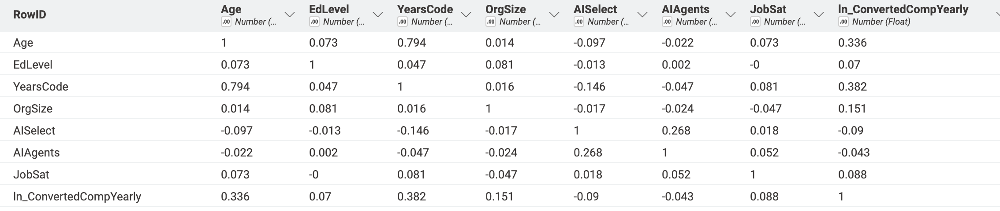 RowID Age EdLevel YearsCode OrgSize AISelect AIAgents JobSat ln_ConvertedCompYearly
.00 Number (... .00 Number (... .00 Number (... .00 Number (... .00 Number (... .00 Number (... .00 Number (... .00 Number (Float)
Age 1 0.073 0.794 0.014 -0.097 -0.022 0.073 0.336
EdLevel 0.073 1 0.047 0.081 -0.013 0.002 -0 0.07
YearsCode 0.794 0.047 1 0.016 -0.146 -0.047 0.081 0.382
OrgSize 0.014 0.081 0.016 1 -0.017 -0.024 -0.047 0.151
AISelect -0.097 -0.013 -0.146 -0.017 1 0.268 0.018 -0.09
AIAgents -0.022 0.002 -0.047 -0.024 0.268 1 0.052 -0.043
JobSat 0.073 -0 0.081 -0.047 0.018 0.052 1 0.088
ln_ConvertedCompYearly 0.336 0.07 0.382 0.151 -0.09 -0.043 0.088 1